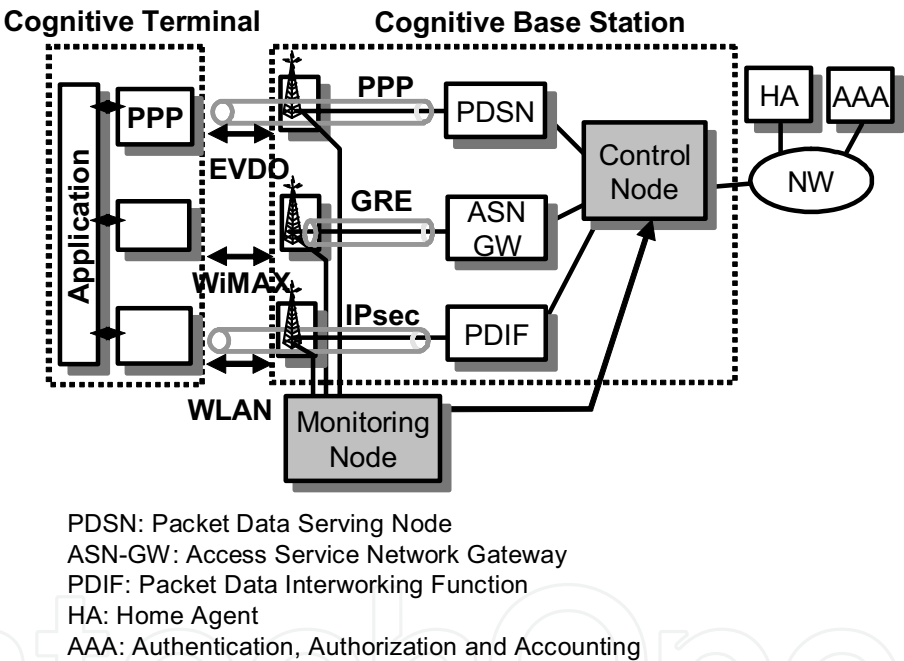 Cognitive Terminal
Cognitive Base Station
Application
PPP
EVDO
WiMAX
WLAN
PPP
GRE
IPsec
PDSN
ASN
GW
PDIF
Control
Node
Monitoring
Node
HA
AAA
NW
PDSN: Packet Data Serving Node
ASN-GW: Access Service Network Gateway
PDIF: Packet Data Interworking Function
HA: Home Agent
AAA: Authentication, Authorization and Accounting